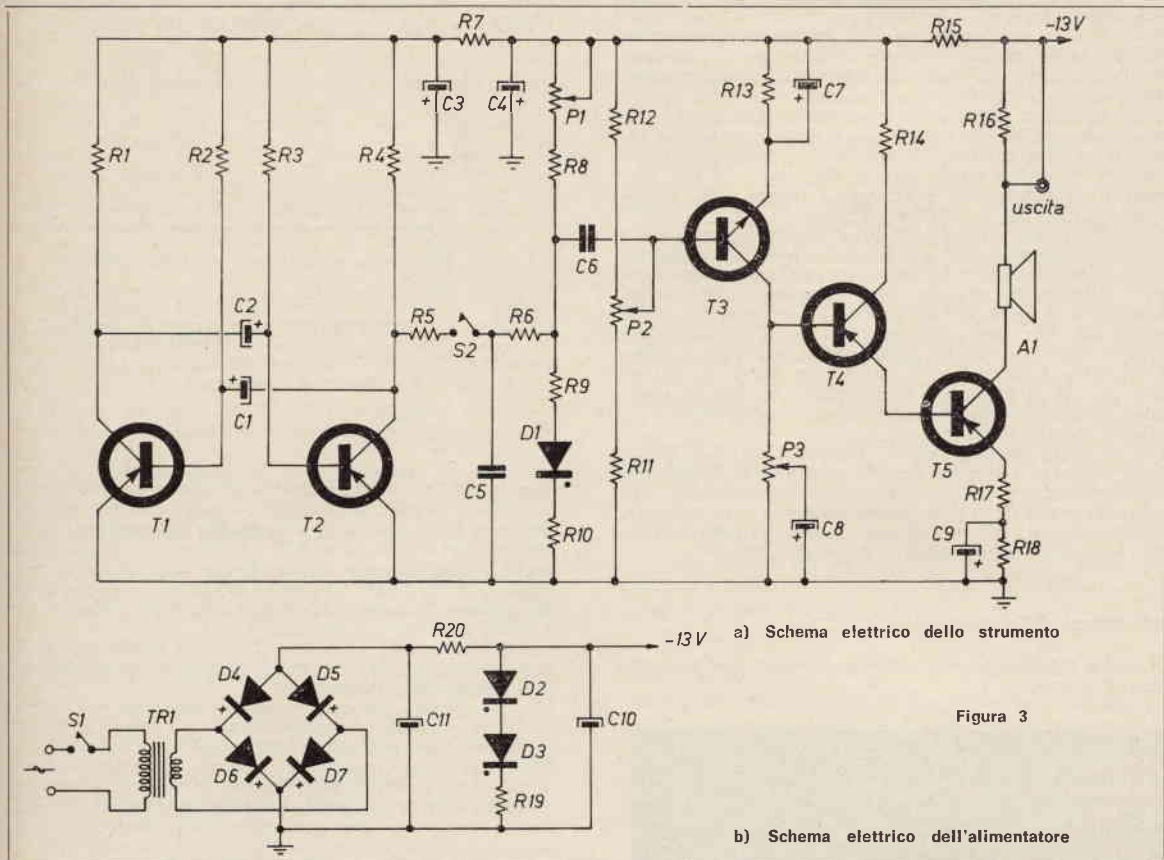 R7
R15
-13V
C3
+
C4
+
P1
R12
R13
C7
+
R16
R1
R2
R3
R4
R8
R14
uscita
C6
C2
+
T3
P2
R5
S2
R6
T4
A1
C1
+
R9
D1
P3
T5
R11
C5
R17
T1
T2
R10
C8
+
C9
+
R18
a) Schema elettrico dello strumento
R20
-13V
D4
+
D5
+
D2
S1
TR1
C11
C10
Figura 3
D6
+
D7
+
D3
R19
b) Schema elettrico dell'alimentatore